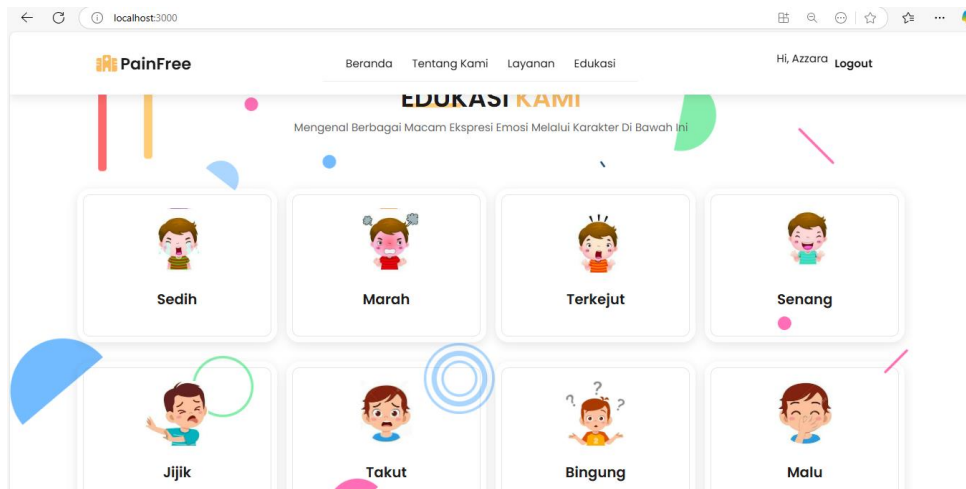 localhost:3000
PainFree
Beranda Tentang Kami Layanan Edukasi
Hi, Azzara Logout
EDUKASI KAMI
Mengenal Berbagai Macam Ekspresi Emosi Melalui Karakter Di Bawah Ini
Sedih Marah Terkejut Senang
? ? ?
Jijik Takut Bingung Malu